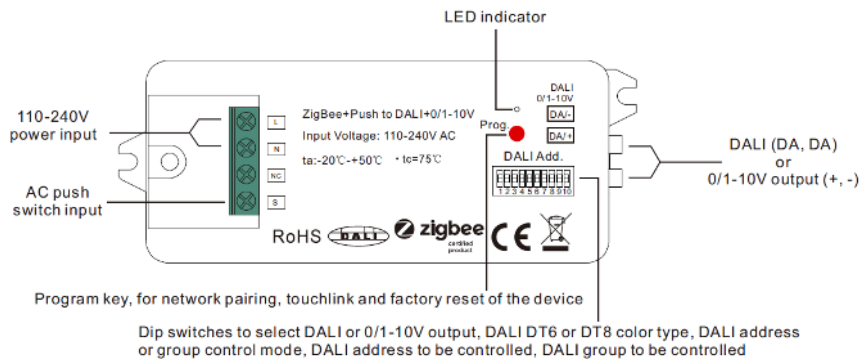 LED indicator
110-240V
power input
AC push
switch input
L
N
NC
S
ZigBee+Push to DALI+0/1-10V
Input Voltage: 110-240V AC
ta:-20℃-+50℃ ・tc=75℃
RoHS
DALI
zigbee
certified
product
CE
DALI
0/1-10V
DA/-
Prog.
DA/+
DALI Add.
1 2 3 4 5 6 7 8 9 10
DALI (DA, DA)
or
0/1-10V output (+, -)
Program key, for network pairing, touchlink and factory reset of the device
Dip switches to select DALI or 0/1-10V output, DALI DT6 or DT8 color type, DALI address
or group control mode, DALI address to be controlled, DALI group to be controlled